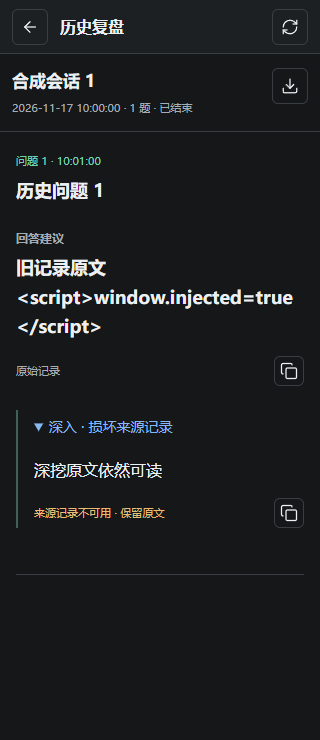 历史复盘
合成会话 1
2026-11-17 10:00:00 · 1 题 · 已结束
问题 1 · 10:01:00
历史问题 1
回答建议
旧记录原文
<script>window.injected=true
</script>
原始记录
▼ 深入 · 损坏来源记录
深挖原文依然可读
来源记录不可用 · 保留原文